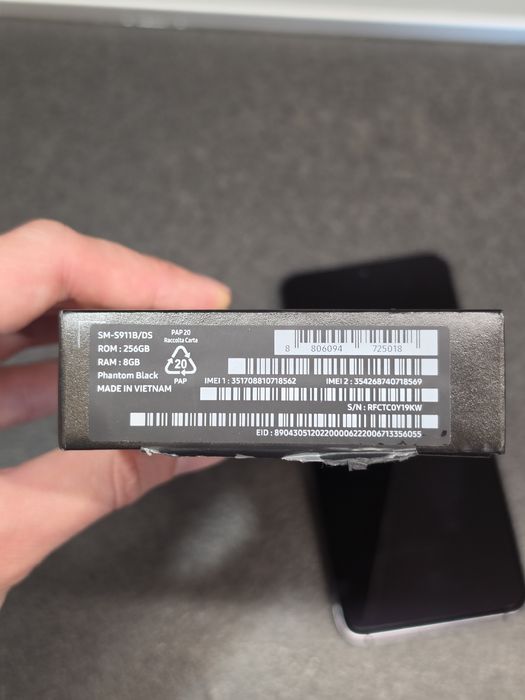 SM-S911B/DS
ROM : 256GB
RAM : 8GB
Phantom Black
MADE IN VIETNAM
PAP 20
Raccolta Carta
20
PAP
8 806094 725018
IMEI 1 : 351708810718562 IMEI 2 : 354268740718569
S/N : RFCTC0Y19KW
EID : 89043051202200006222006713356055